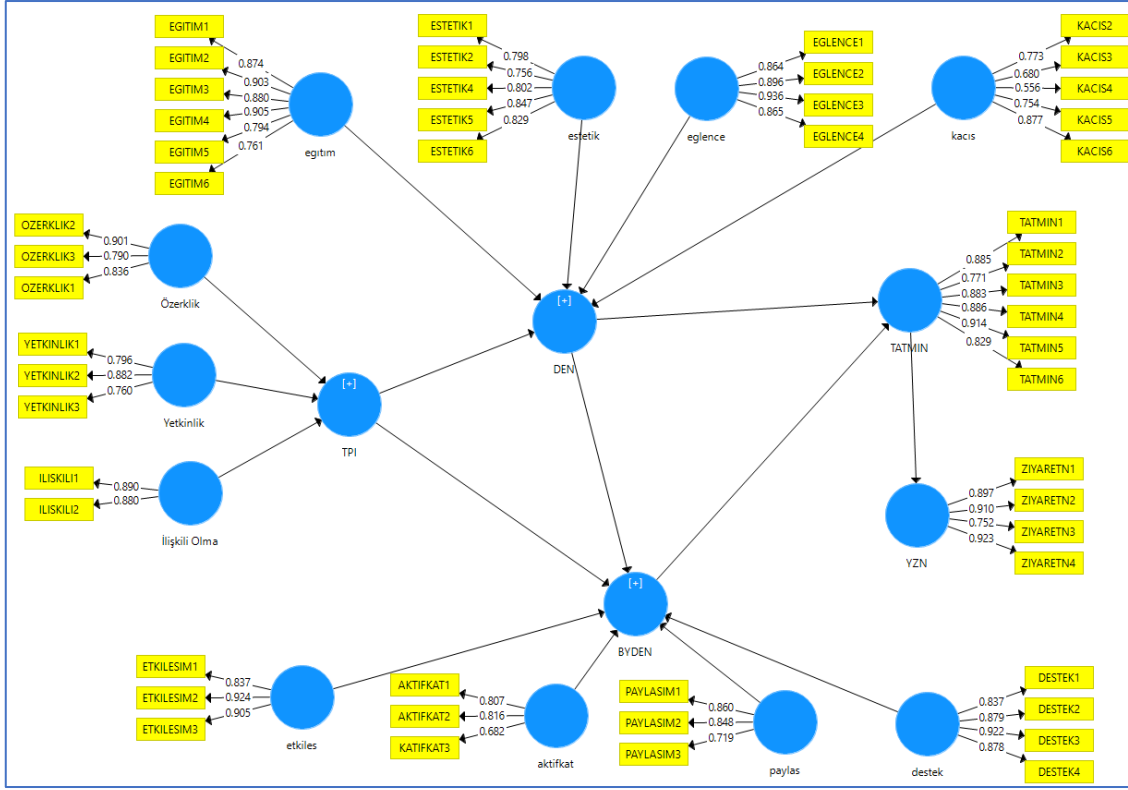 EGITIM1
EGITIM2
EGITIM3
EGITIM4
EGITIM5
EGITIM6
0.874
0.903
0.880
0.905
0.794
0.761
egıtım
ESTETIK1
ESTETIK2
ESTETIK4
ESTETIK5
ESTETIK6
0.798
0.756
0.802
0.847
0.829
estetik
eglence
0.864
0.896
0.936
0.865
EGLENCE1
EGLENCE2
EGLENCE3
EGLENCE4
kacıs
0.773
0.680
0.556
0.754
0.877
KACIS2
KACIS3
KACIS4
KACIS5
KACIS6
OZERKLIK2
OZERKLIK3
OZERKLIK1
0.901
0.790
0.836
Özerklik
YETKINLIK1
YETKINLIK2
YETKINLIK3
0.796
0.882
0.760
Yetkinlik
ILISKILI1
ILISKILI2
0.890
0.880
İlişkili Olma
[+]
TPI
[+]
DEN
TATMIN
0.885
0.771
0.883
0.886
0.914
0.829
TATMIN1
TATMIN2
TATMIN3
TATMIN4
TATMIN5
TATMIN6
YZN
0.897
0.910
0.752
0.923
ZIYARETN1
ZIYARETN2
ZIYARETN3
ZIYARETN4
[+]
BYDEN
ETKILESIM1
ETKILESIM2
ETKILESIM3
0.837
0.924
0.905
etkiles
AKTIFKAT1
AKTIFKAT2
KATIFKAT3
0.807
0.816
0.682
aktifkat
PAYLASIM1
PAYLASIM2
PAYLASIM3
0.860
0.848
0.719
paylas
destek
0.837
0.879
0.922
0.878
DESTEK1
DESTEK2
DESTEK3
DESTEK4